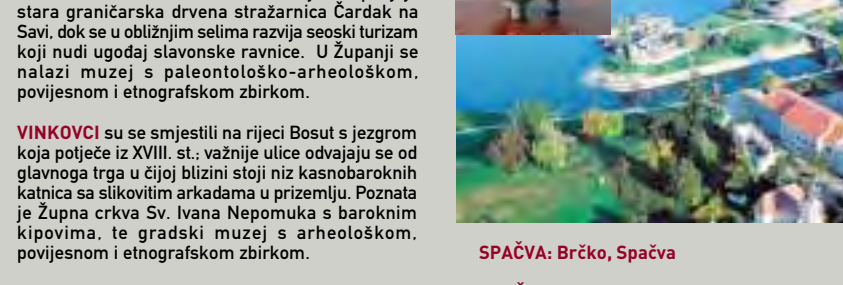 stara graničarska drvena stražarnica Čardak na
Savi, dok se u obližnjim selima razvija seoski turizam
koji nudi ugođaj slavonske ravnice. U Županji se
nalazi muzej s paleontološko-arheološkom,
povijesnom i etnografskom zbirkom.
VINKOVCI su se smjestili na rijeci Bosut s jezgrom
koja potječe iz XVIII. st.; važnije ulice odvajaju se od
glavnoga trga u čijoj blizini stoji niz kasnobaroknih
katnica sa slikovitim arkadama u prizemlju. Poznata
je Župna crkva Sv. Ivana Nepomuka s baroknim
kipovima, te gradski muzej s arheološkom,
povijesnom i etnografskom zbirkom.
SPAČVA: Brčko, Spačva